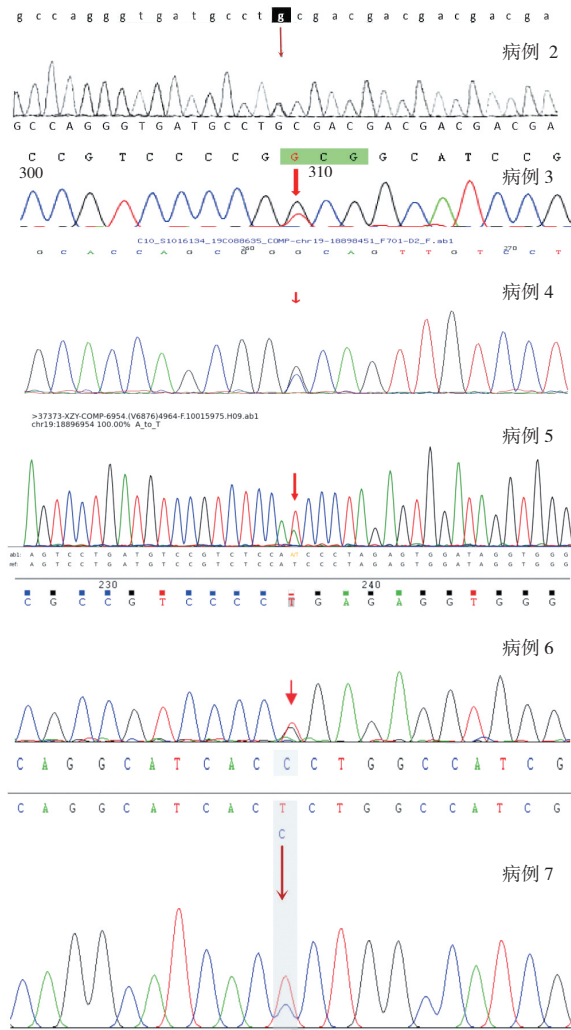 g c c a g g g t g a t g c c t g c g a c g a c g a c g a c g a
病例 2
G C C A G G G T G A T G C C T G C G A C G A C G A C G A C G A
C C G T C C C C G G C G G C A T C C G
300 310
病例 3
C10_S1016134_19C088635_COMP-chr19-18898451_F701-D2_F.ab1
260 270
G C A C C A G C G G G C A G T T G T C C T
病例 4
>37373-XZY-COMP-6954.(V6876)4964-F.10015975.H09.ab1
chr19:18896954 100.00% A_to_T
病例 5
ab1: A G T C C T G A T G T C C G T C T C C A C C C C T A G A G T G G A T A G G T G G G
ref: A G T C C T G A T G T C C G T C T C C A C C C C T A G A G T G G A T A G G T G G G
230 240
C G C C G T C C C C T G A G A G G T G G G
病例 6
C A G G C A T C A C C C T G G C C A T C G
C A G G C A T C A C T C T G G C C A T C G
C
病例 7